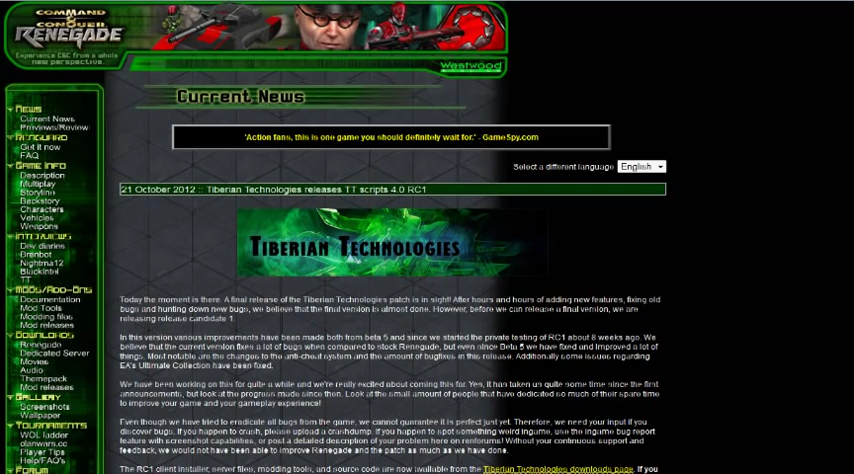 COMMAND
& CONQUER
RENEGADE
Experience C&C from a whole
new perspective.
Westwood
Current News
'Action fans, this is one game you should definitely wait for.' - GameSpy.com
Select a different language English
21 October 2012 :: Tiberian Technologies releases TT scripts 4.0 RC1
TIBERIAN TECHNOLOGIES
Today the moment is there. A final release of the Tiberian Technologies patch is in sight! After hours and hours of adding new features, fixing old
bugs and hunting down new bugs, we believe that the final version is almost done. However, before we can release a final version, we are
releasing release candidate 1.
In this version various improvements have been made both from beta 5 and since we started the private testing of RC1 about 8 weeks ago. We
believe that the current version fixes a lot of bugs when compared to stock Renegade, but even since Beta 5 we have fixed and improved a lot of
things. Most notable are the changes to the anti-cheat system and the amount of bugfixes in this release. Additionally some issues regarding
EA's Ultimate Collection have been fixed.
We have been working on this for quite a while and we're really excited about coming this far. Yes, it has taken us quite some time since the first
announcements, but look at the progress made since then. Look at the small amount of people that have dedicated so much of their spare time
to improve your game and your gameplay experience!
Even though we have tried to eradicate all bugs from the game, we cannot guarantee it is perfect just yet. Therefore, we need your input if you
discover bugs. If you happen to crash, please upload a crashdump. If you happen to spot something weird ingame, use the ingame bug report
feature with screenshot capabilities, or post a detailed description of your problem here on renforums! Without your continuous support and
feedback, we would not have been able to improve Renegade and the patch as much as we have done.
The RC1 client installer, server files, modding tools, and source code are now available from the Tiberian Technologies downloads page. If you
News
Current News
Previews/Review
RenGuard
Get it now
FAQ
Game Info
Description
Multiplay
Storyline
Backstory
Characters
Vehicles
Weapons
Interviews
Dev diaries
Brenbot
Nightma12
BlackIntel
TT
Mods/Add-Ons
Documentation
Mod Tools
Modding files
Mod releases
Downloads
Renegade
Dedicated Server
Movies
Audio
Themepack
Mod releases
Gallery
Screenshots
Wallpaper
Tournaments
WOL ladder
clanwars.cc
Player Tips
Help/FAQ's
Forum